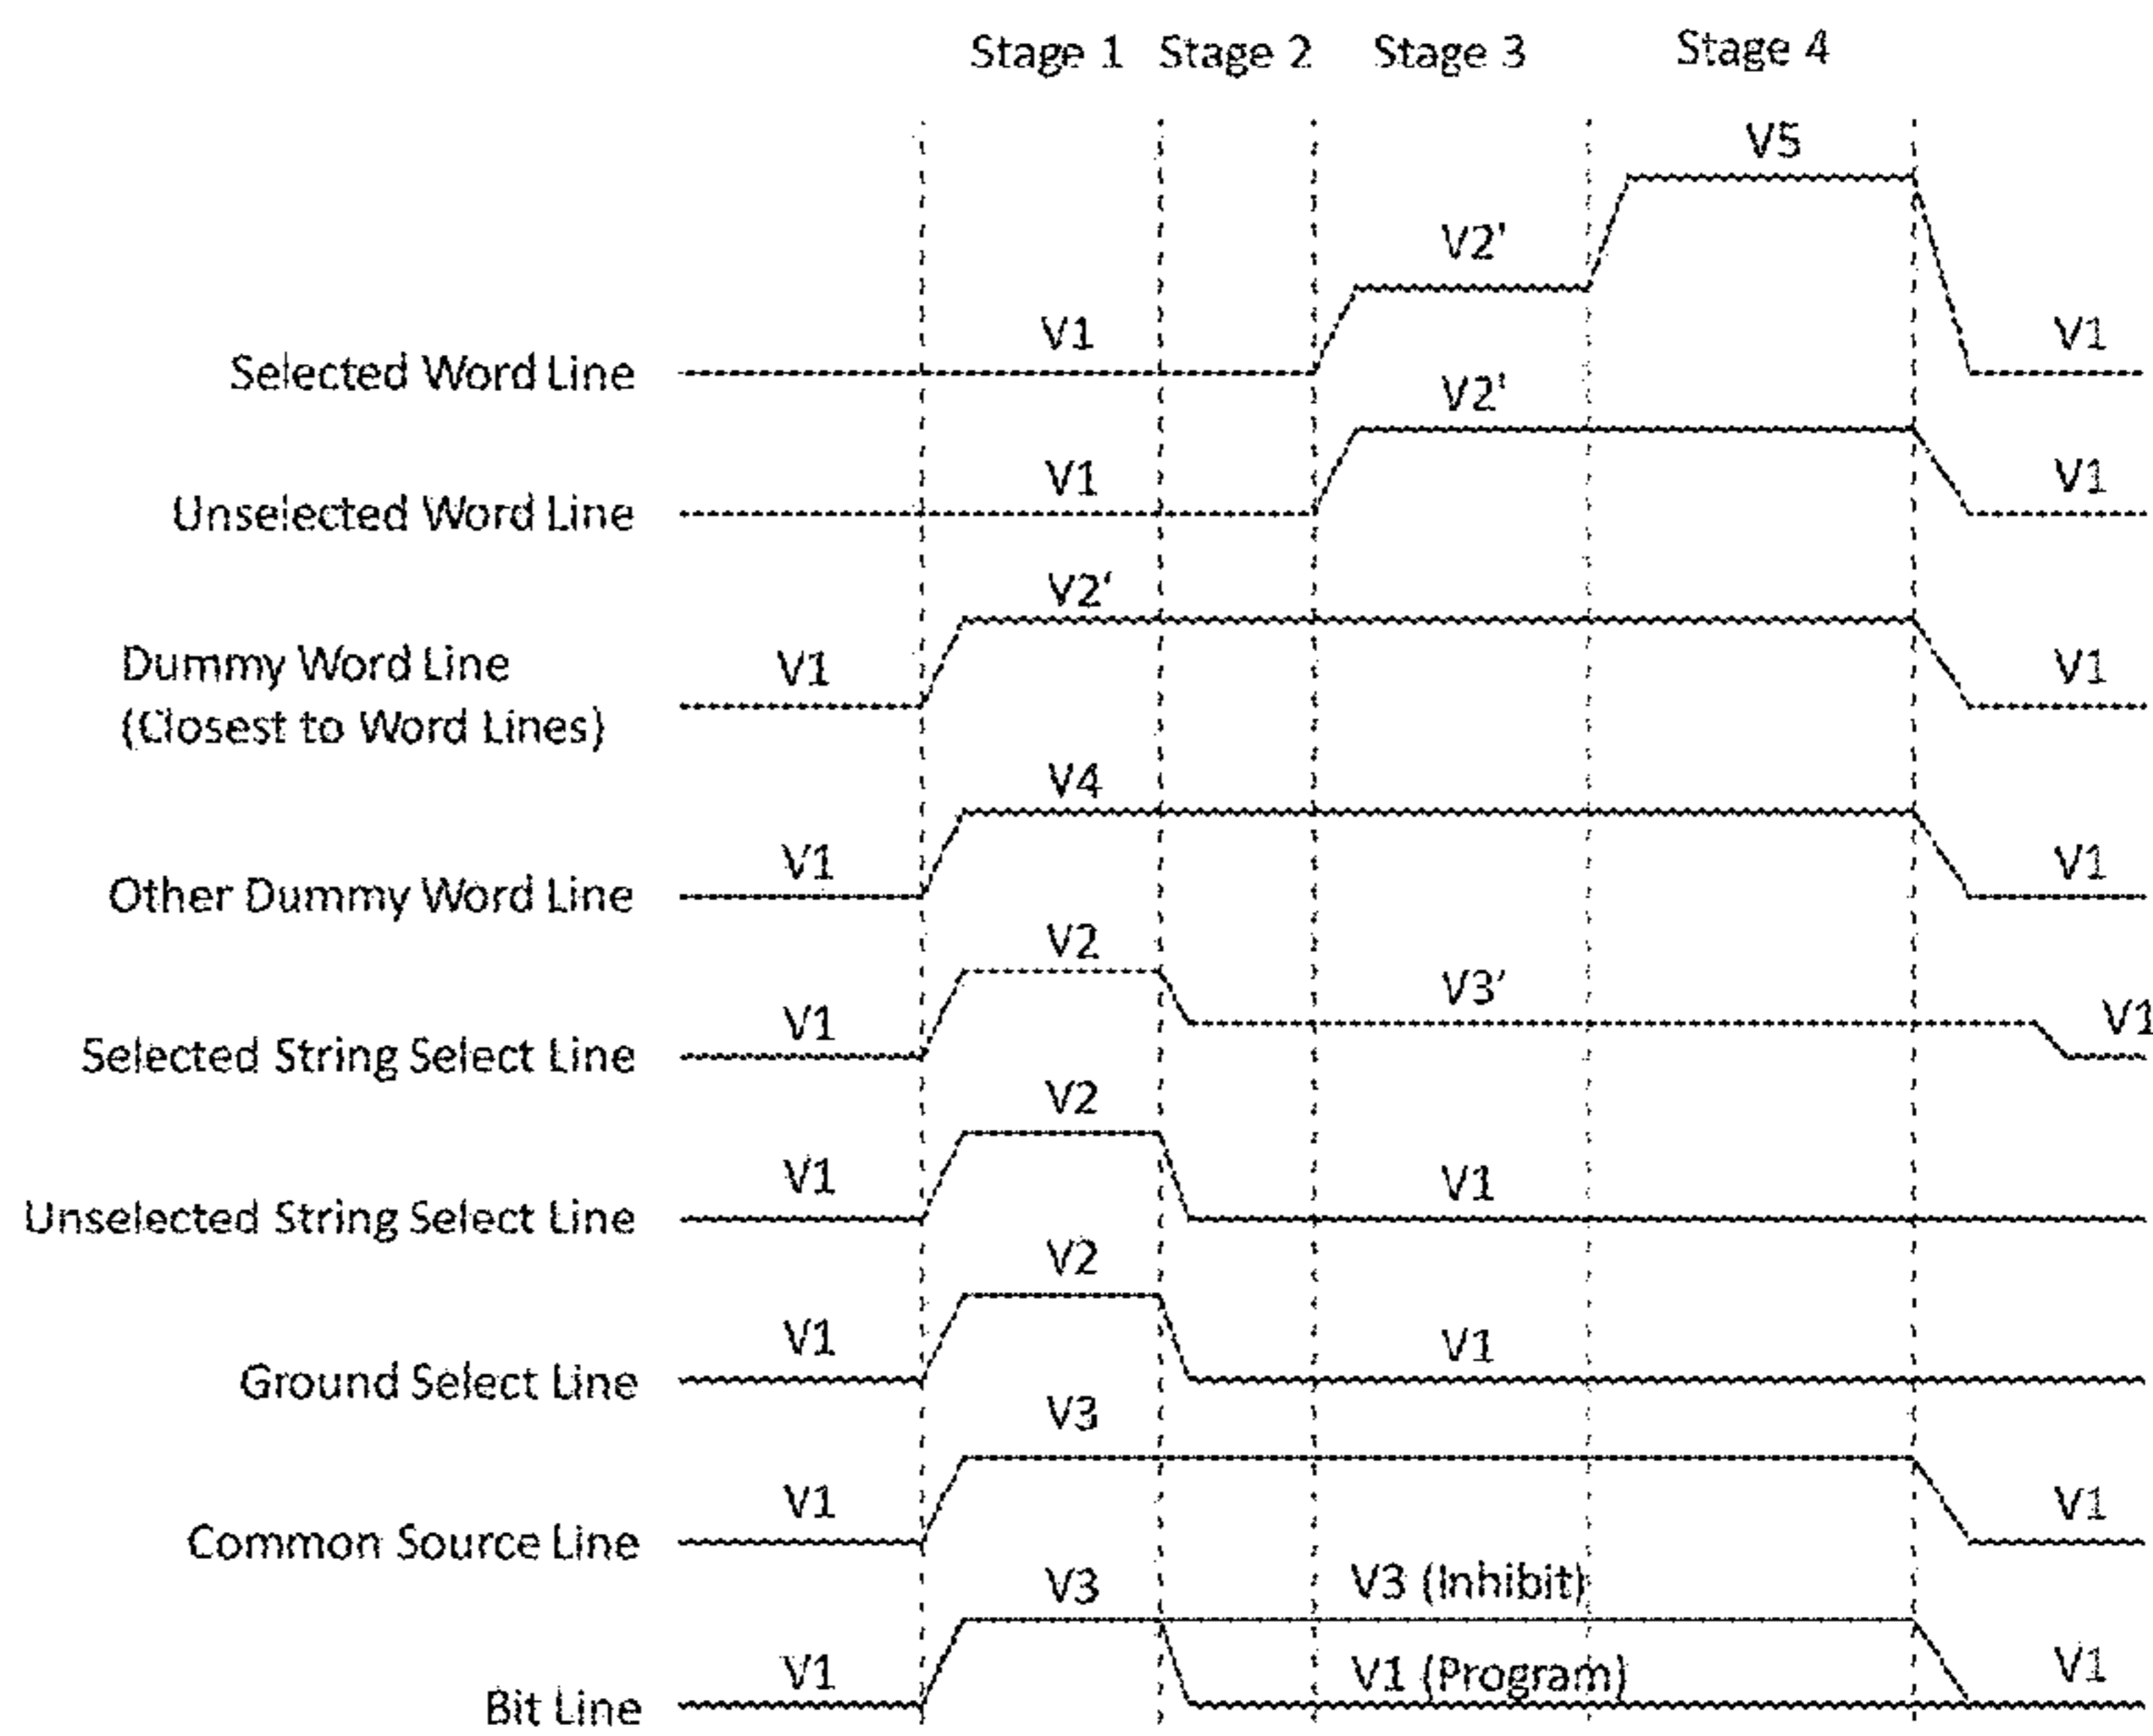 Stage 1 Stage 2 Stage 3 Stage 4
V5
V2'
V1 V1
Selected Word Line
V2'
V1 V1
Unselected Word Line
V2'
Dummy Word Line V1 V1
(Closest to Word Lines)
V4
V1 V1
Other Dummy Word Line
V2
V3'
V1 V1
Selected String Select Line
V2
V1 V1
Unselected String Select Line
V2
V1 V1
Ground Select Line
V3
V1 V1
Common Source Line
V3 V3 (Inhibit)
V1 V1 (Program) V1
Bit Line